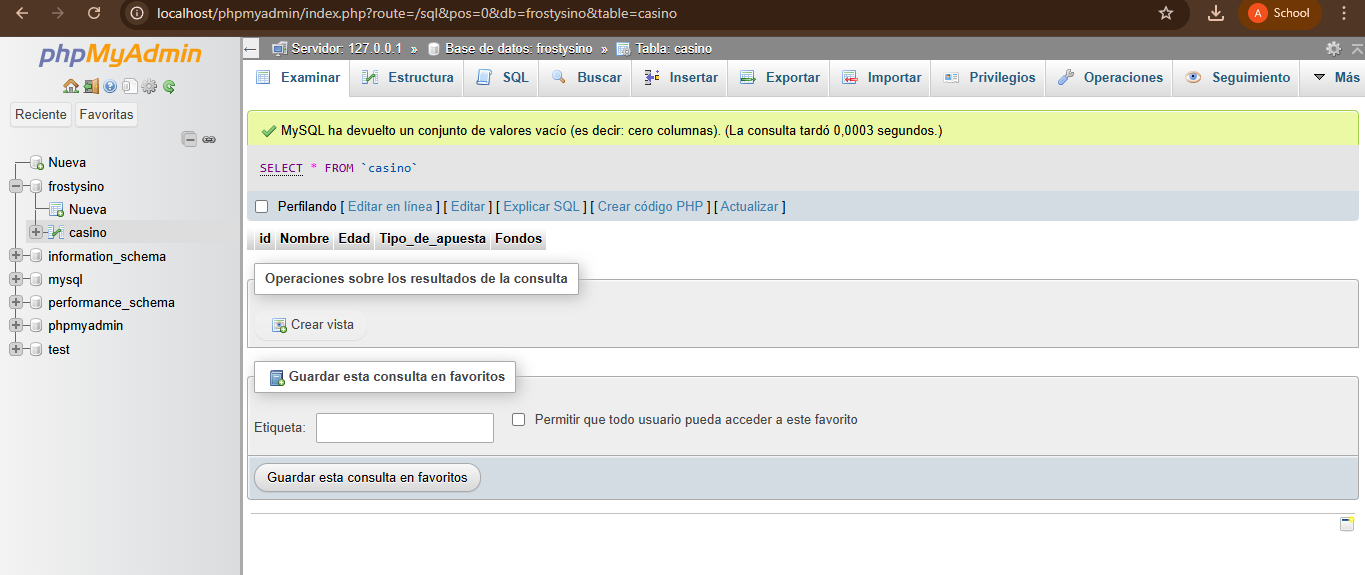 localhost/phpmyadmin/index.php?route=/sql&pos=0&db=frostysino&table=casino
A School
phpMyAdmin
Reciente Favoritas
Nueva
frostysino
Nueva
casino
information_schema
mysql
performance_schema
phpmyadmin
test
Servidor: 127.0.0.1 » Base de datos: frostysino » Tabla: casino
Examinar Estructura SQL Buscar Insertar Exportar Importar Privilegios Operaciones Seguimiento Más
MySQL ha devuelto un conjunto de valores vacío (es decir: cero columnas). (La consulta tardó 0,0003 segundos.)
SELECT * FROM `casino`
Perfilando [ Editar en línea ] [ Editar ] [ Explicar SQL ] [ Crear código PHP ] [ Actualizar ]
id Nombre Edad Tipo_de_apuesta Fondos
Operaciones sobre los resultados de la consulta
Crear vista
Guardar esta consulta en favoritos
Etiqueta: Permitir que todo usuario pueda acceder a este favorito
Guardar esta consulta en favoritos